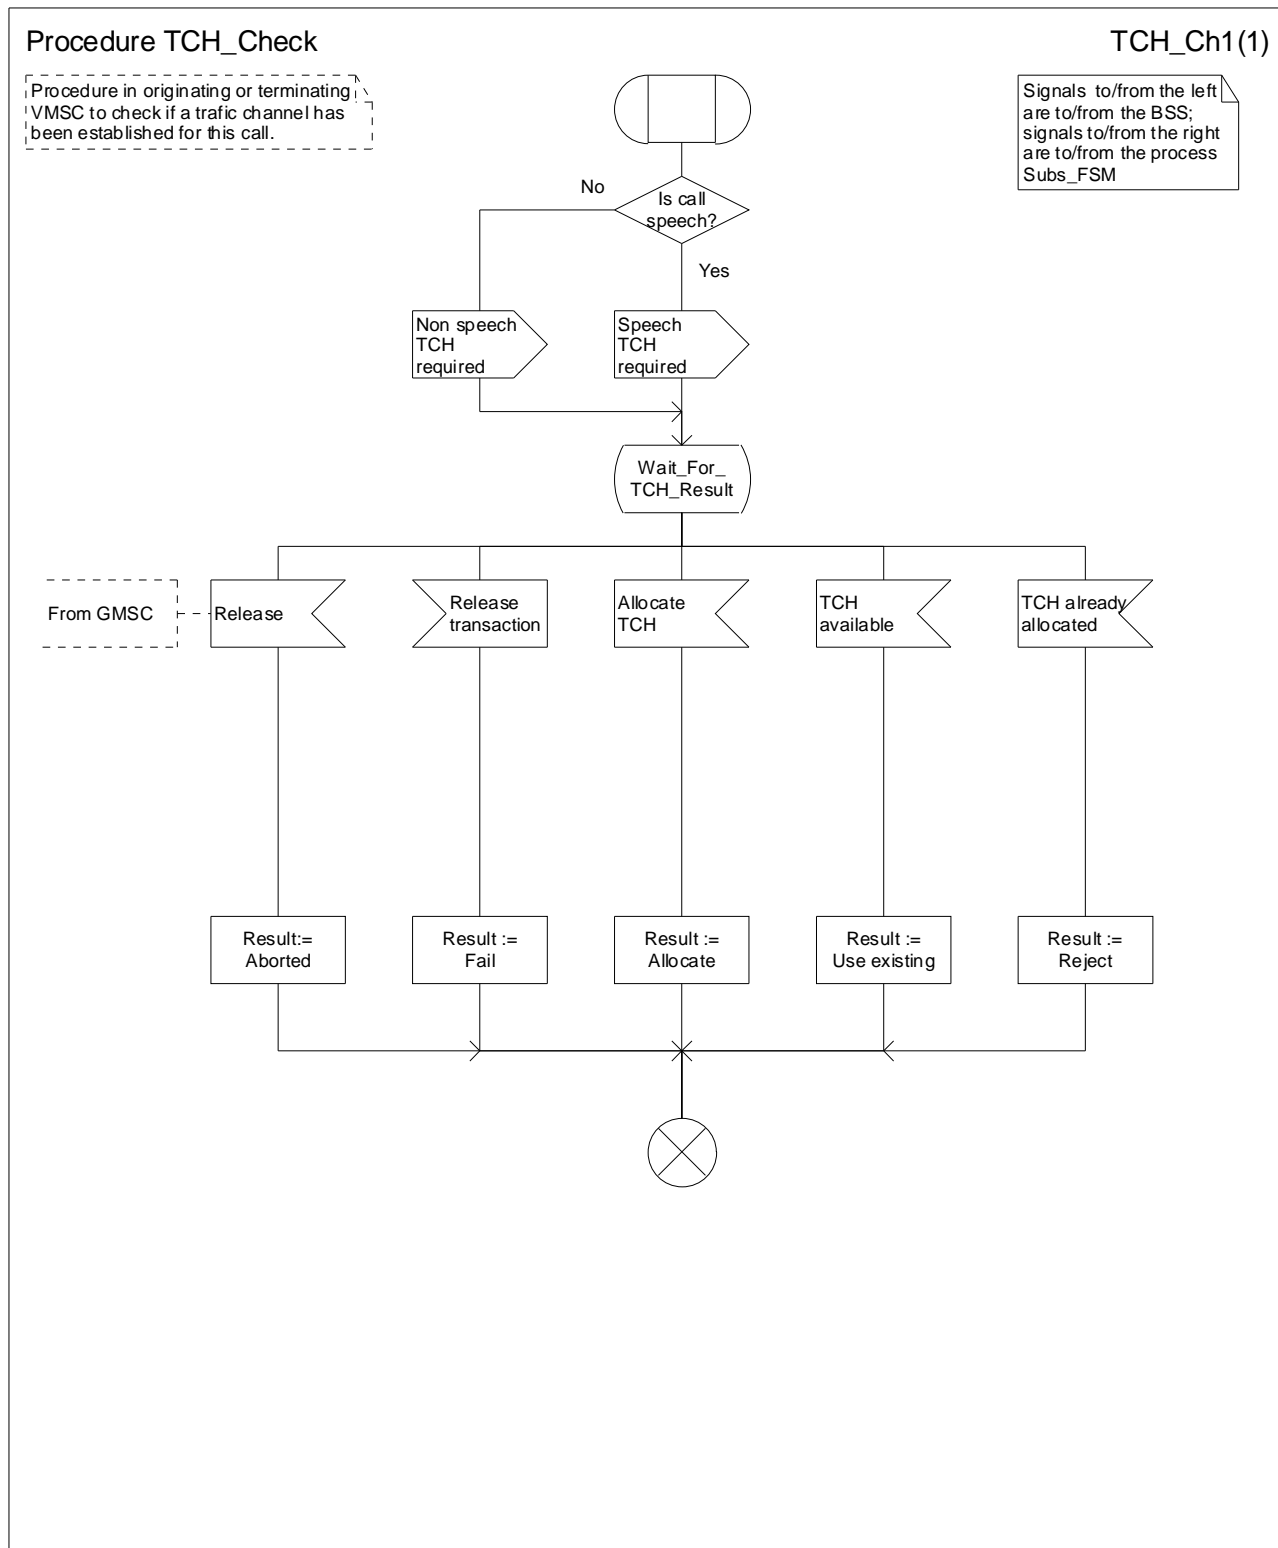 Procedure TCH_Check
TCH_Ch1(1)
Procedure in originating or terminating
VMSC to check if a trafic channel has
been established for this call.
Signals to/from the left
are to/from the BSS;
signals to/from the right
are to/from the process
Subs_FSM
Is call
speech?
No
Yes
Non speech
TCH
required
Speech
TCH
required
Wait_For_
TCH_Result
From GMSC
Release
Release
transaction
Allocate
TCH
TCH
available
TCH already
allocated
Result:=
Aborted
Result :=
Fail
Result :=
Allocate
Result :=
Use existing
Result :=
Reject